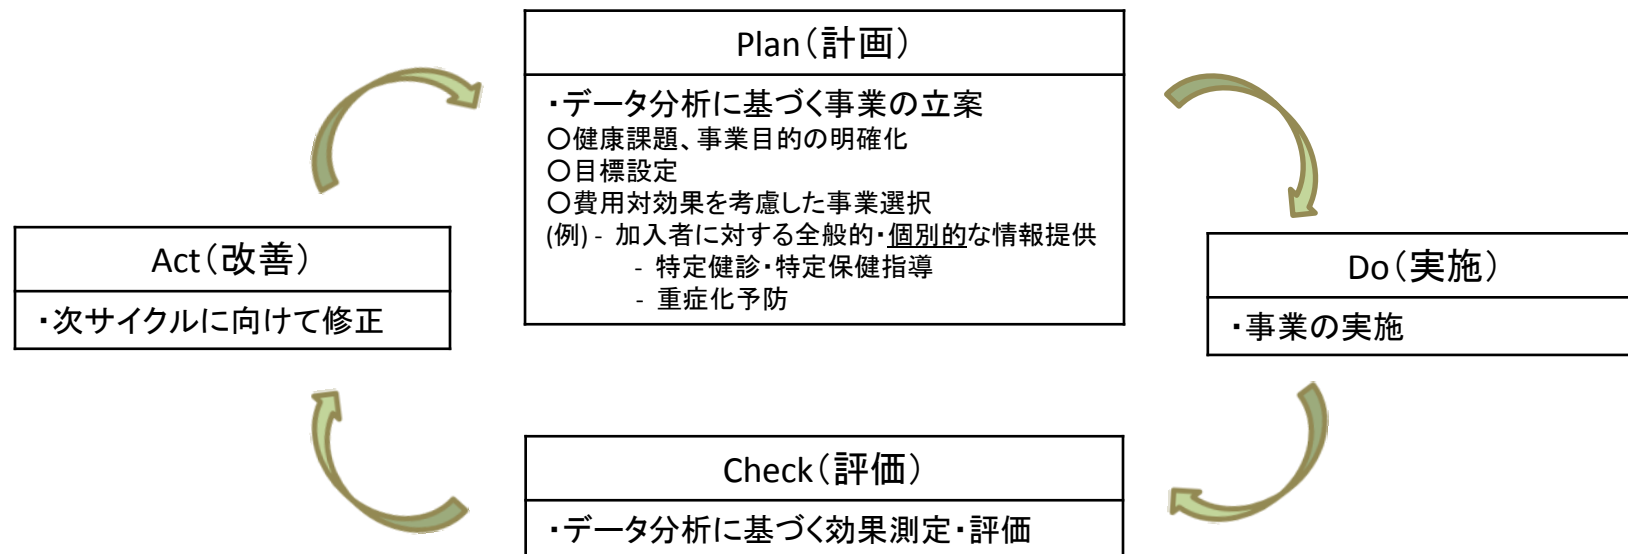 Plan(計画)
・データ分析に基づく事業の立案
○健康課題、事業目的の明確化
○目標設定
○費用対効果を考慮した事業選択
(例) - 加入者に対する全般的・個別的な情報提供
- 特定健診・特定保健指導
- 重症化予防
Act(改善)
・次サイクルに向けて修正
Do(実施)
・事業の実施
Check(評価)
・データ分析に基づく効果測定・評価